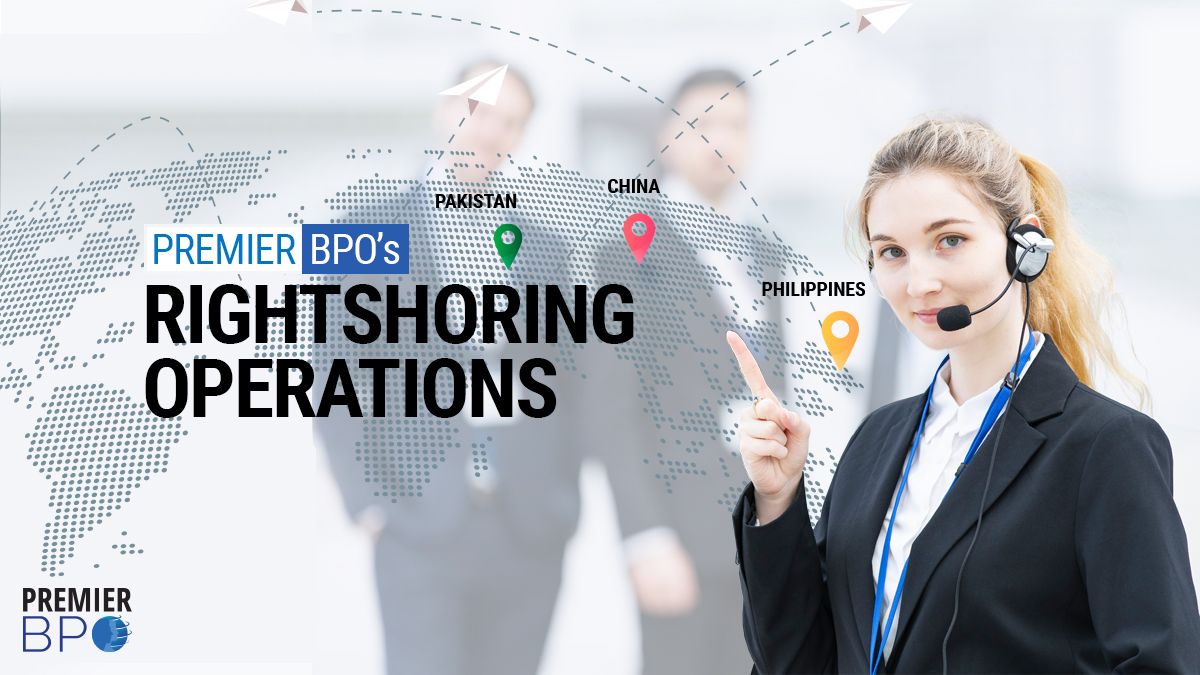 PAKISTAN
CHINA
PREMIER BPO's
PHILIPPINES
RIGHTSHORING
OPERATIONS
PREMIER
BPO